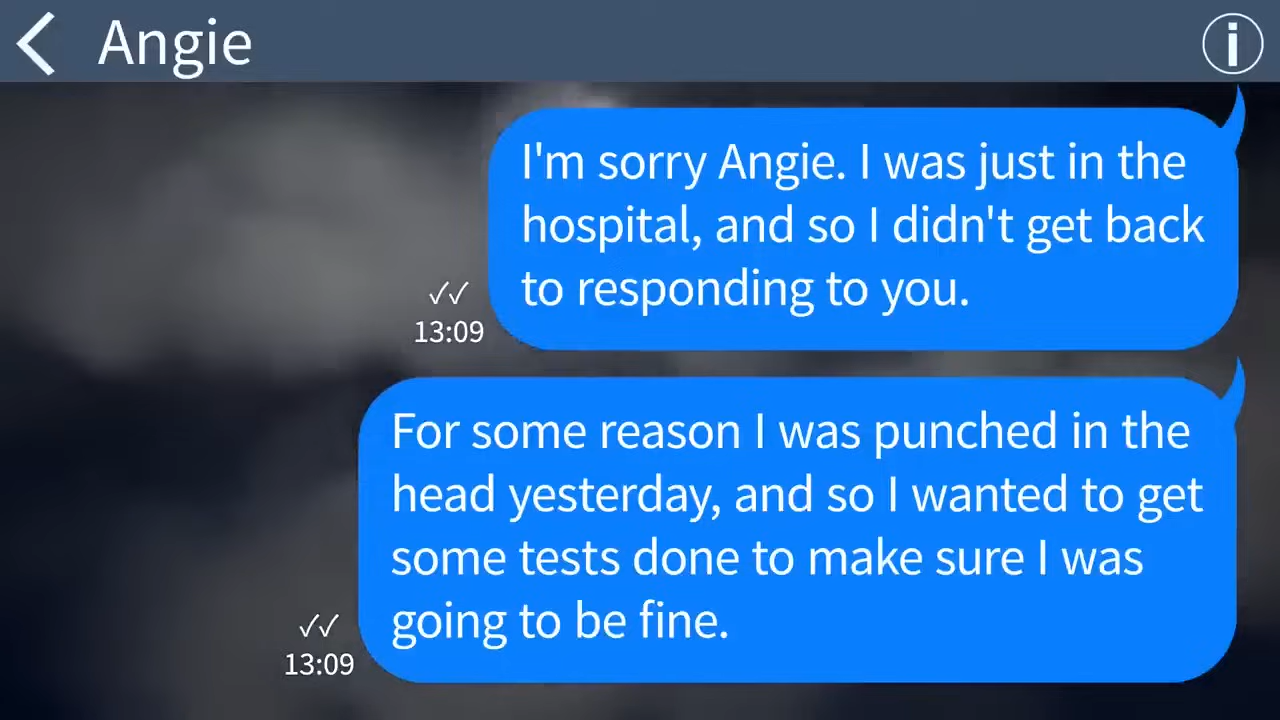 Angie
I'm sorry Angie. I was just in the
hospital, and so I didn't get back
to responding to you.
✓✓
13:09
For some reason I was punched in the
head yesterday, and so I wanted to get
some tests done to make sure I was
going to be fine.
✓✓
13:09